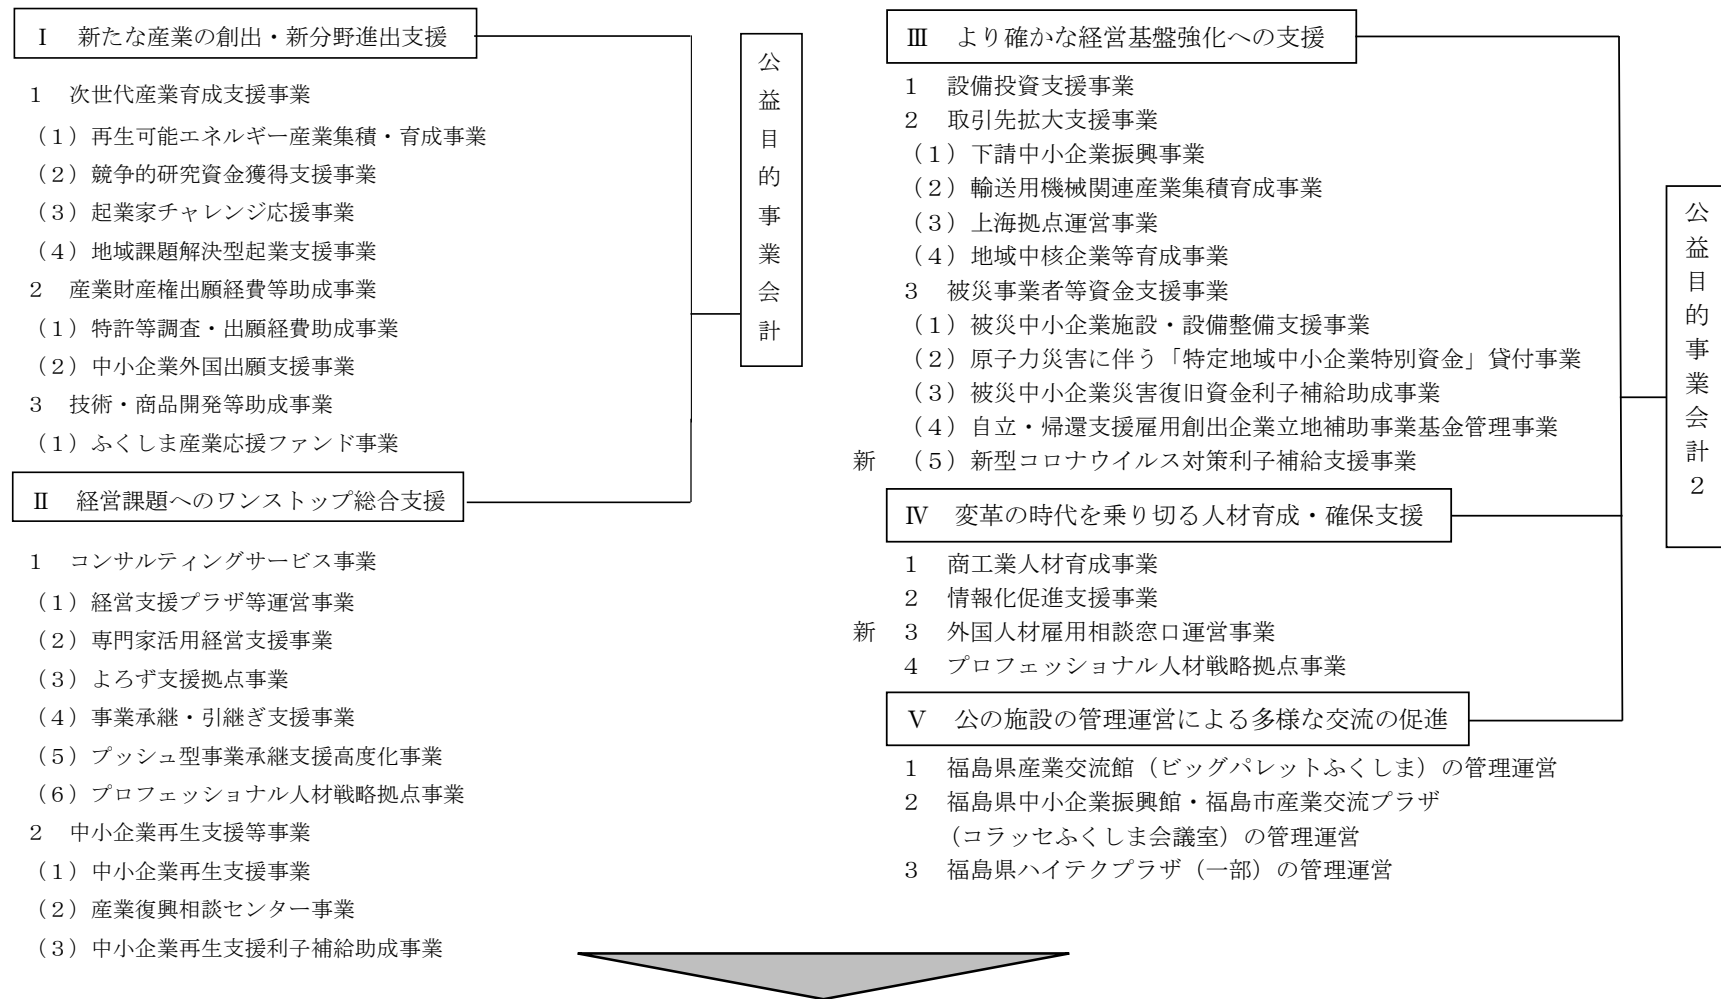 Ⅰ　新たな産業の創出・新分野進出支援
1　次世代産業育成支援事業
（1）再生可能エネルギー産業集積・育成事業
（2）競争的研究資金獲得支援事業
（3）起業家チャレンジ応援事業
（4）地域課題解決型起業支援事業
2　産業財産権出願経費等助成事業
（1）特許等調査・出願経費助成事業
（2）中小企業外国出願支援事業
3　技術・商品開発等助成事業
（1）ふくしま産業応援ファンド事業
Ⅱ　経営課題へのワンストップ総合支援
1　コンサルティングサービス事業
（1）経営支援プラザ等運営事業
（2）専門家活用経営支援事業
（3）よろず支援拠点事業
（4）事業承継・引継ぎ支援事業
（5）プッシュ型事業承継支援高度化事業
（6）プロフェッショナル人材戦略拠点事業
2　中小企業再生支援等事業
（1）中小企業再生支援事業
（2）産業復興相談センター事業
（3）中小企業再生支援利子補給助成事業
公益目的事業会計
Ⅲ　より確かな経営基盤強化への支援
1　設備投資支援事業
2　取引先拡大支援事業
（1）下請中小企業振興事業
（2）輸送用機械関連産業集積育成事業
（3）上海拠点運営事業
（4）地域中核企業等育成事業
3　被災事業者等資金支援事業
（1）被災中小企業施設・設備整備支援事業
（2）原子力災害に伴う「特定地域中小企業特別資金」貸付事業
（3）被災中小企業災害復旧資金利子補給助成事業
（4）自立・帰還支援雇用創出企業立地補助事業基金管理事業
新　（5）新型コロナウイルス対策利子補給支援事業
Ⅳ　変革の時代を乗り切る人材育成・確保支援
1　商工業人材育成事業
2　情報化促進支援事業
新　3　外国人材雇用相談窓口運営事業
4　プロフェッショナル人材戦略拠点事業
Ⅴ　公の施設の管理運営による多様な交流の促進
1　福島県産業交流館（ビッグパレットふくしま）の管理運営
2　福島県中小企業振興館・福島市産業交流プラザ
（コラッセふくしま会議室）の管理運営
3　福島県ハイテクプラザ（一部）の管理運営
公益目的事業会計2